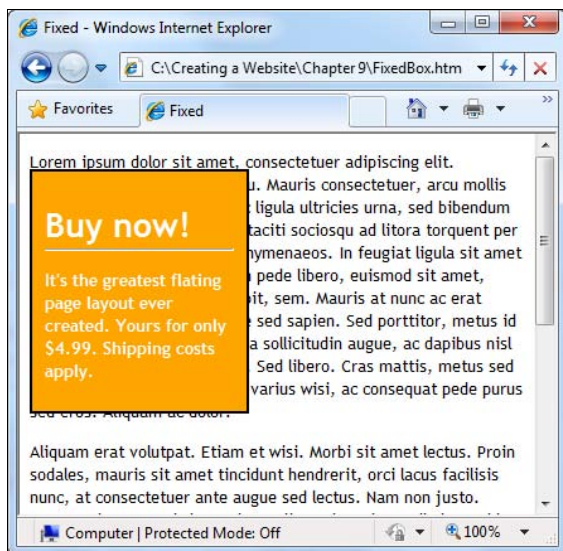 Fixed - Windows Internet Explorer
C:\Creating a Website\Chapter 9\FixedBox.htm
Favorites
Fixed
Lorem ipsum dolor sit amet, consectetuer adipiscing elit.
u. Mauris consectetuer, arcu mollis
ligula ultricies urna, sed bibendum
taciti sociosqu ad litora torquent per
nymenaeos. In feugiat ligula sit amet
pede libero, euismod sit amet,
it, sem. Mauris at nunc ac erat
sed sapien. Sed porttitor, metus id
a sollicitudin augue, ac dapibus nisl
Sed libero. Cras mattis, metus sed
varius wisi, ac consequat pede purus
sed eros. Aliquam ac dolor.
Buy now!
It's the greatest flating
page layout ever
created. Yours for only
$4.99. Shipping costs
apply.
Aliquam erat volutpat. Etiam et wisi. Morbi sit amet lectus. Proin
sodales, mauris sit amet tincidunt hendrerit, orci lacus facilisis
nunc, at consectetuer ante augue sed lectus. Nam non justo.
Computer | Protected Mode: Off
100%